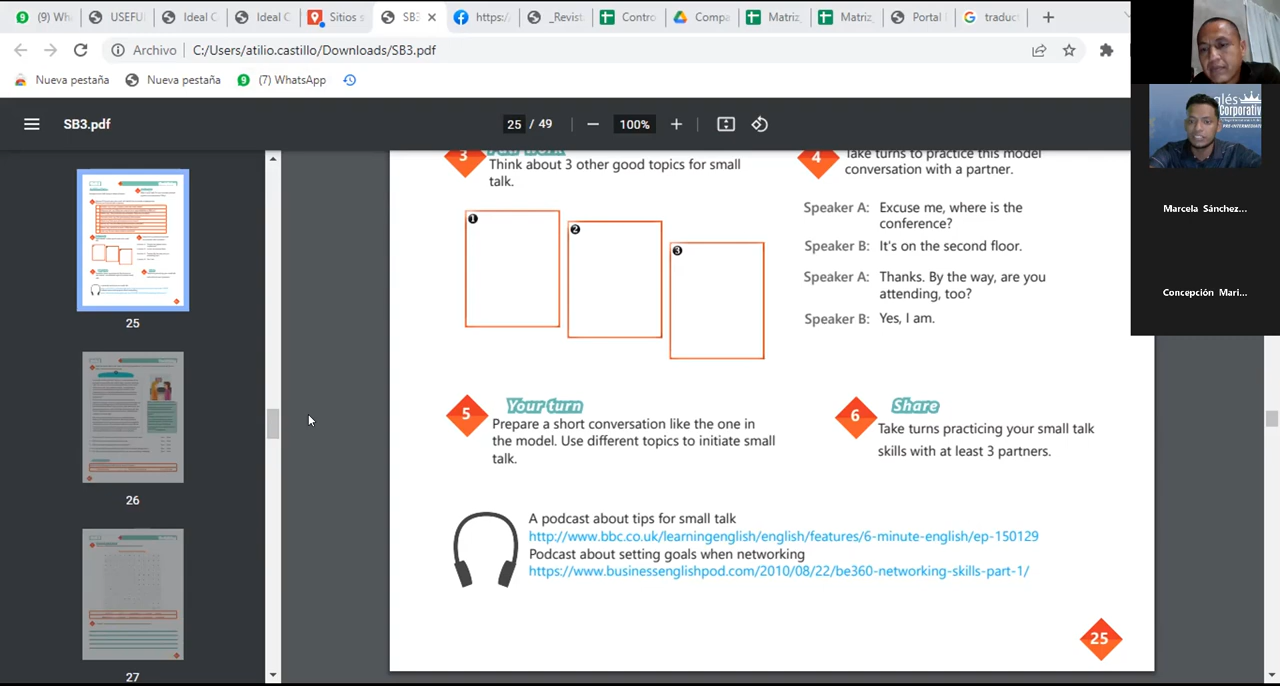 (9) Wh
USEFU
Ideal C
Ideal C
Sitios s
SB3
https:/
_Revist
Contro
Compa
Matriz_
Matriz_
Portal
traduct
Archivo
C:/Users/atilio.castillo/Downloads/SB3.pdf
Nueva pestaña
Nueva pestaña
(7) WhatsApp
SB3.pdf
25 / 49
100%
25
26
27
3
Think about 3 other good topics for small
talk.
1
2
3
4
Take turns to practice this model
conversation with a partner.
Speaker A: Excuse me, where is the
conference?
Speaker B: It's on the second floor.
Speaker A: Thanks. By the way, are you
attending, too?
Speaker B: Yes, I am.
5
Your turn
Prepare a short conversation like the one in
the model. Use different topics to initiate small
talk.
6
Share
Take turns practicing your small talk
skills with at least 3 partners.
A podcast about tips for small talk
http://www.bbc.co.uk/learningenglish/english/features/6-minute-english/ep-150129
Podcast about setting goals when networking
https://www.businessenglishpod.com/2010/08/22/be360-networking-skills-part-1/
25
glés
Corporativ
PRE-INTERMEDIATE
Marcela Sánchez...
Concepción Mari...